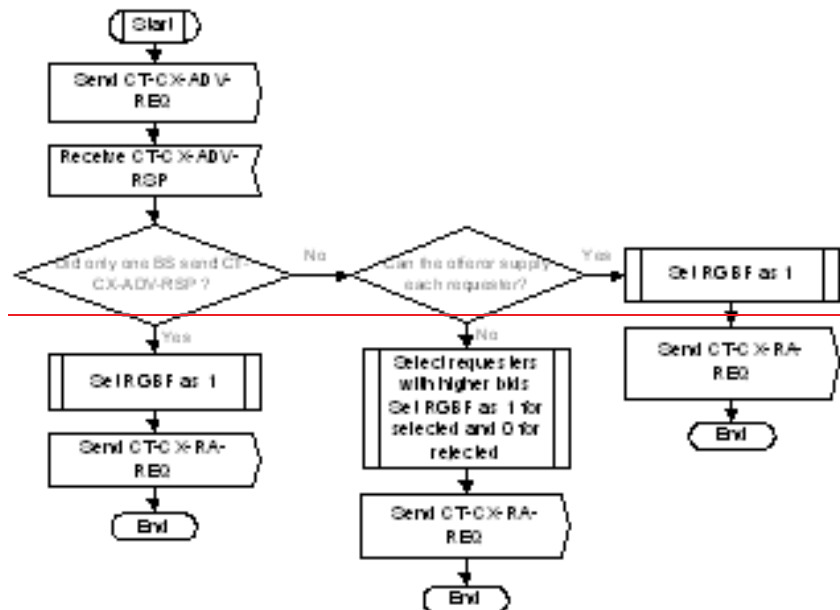 Start
Send CT-CX-ADV-
REQ
Receive CT-CX-ADV-
RSP
Did only one BS send CT-
CX-ADV-RSP ?
No
Can the offeror supply
each requester?
Yes
Set RGBF as 1
Send CT-CX-RA-
REQ
End
Yes
Set RGBF as 1
Send CT-CX-RA-
REQ
End
No
Select requesters
with higher bids
Set RGBF as 1 for
selected and 0 for
rejected
Send CT-CX-RA-
REQ
End